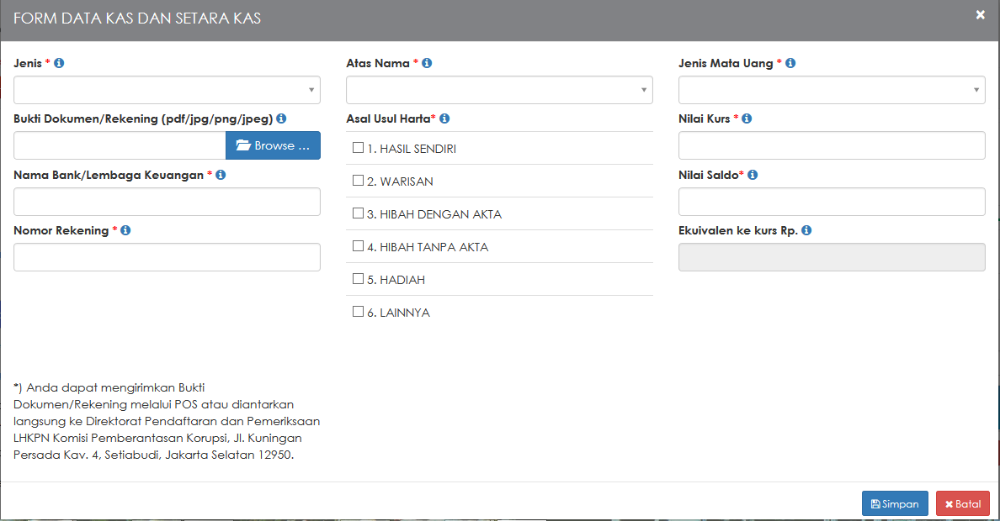 FORM DATA KAS DAN SETARA KAS
Jenis *
Bukti Dokumen/Rekening (pdf/jpg/png/jpeg)
Browse ...
Nama Bank/Lembaga Keuangan *
Nomor Rekening *
*) Anda dapat mengirimkan Bukti
Dokumen/Rekening melalui POS atau diantarkan
langsung ke Direktorat Pendaftaran dan Pemeriksaan
LHKPN Komisi Pemberantasan Korupsi, Jl. Kuningan
Persada Kav. 4, Setiabudi, Jakarta Selatan 12950.
Atas Nama *
Asal Usul Harta*
1. HASIL SENDIRI
2. WARISAN
3. HIBAH DENGAN AKTA
4. HIBAH TANPA AKTA
5. HADIAH
6. LAINNYA
Jenis Mata Uang *
Nilai Kurs *
Nilai Saldo*
Ekuivalen ke kurs Rp.
Simpan
Batal